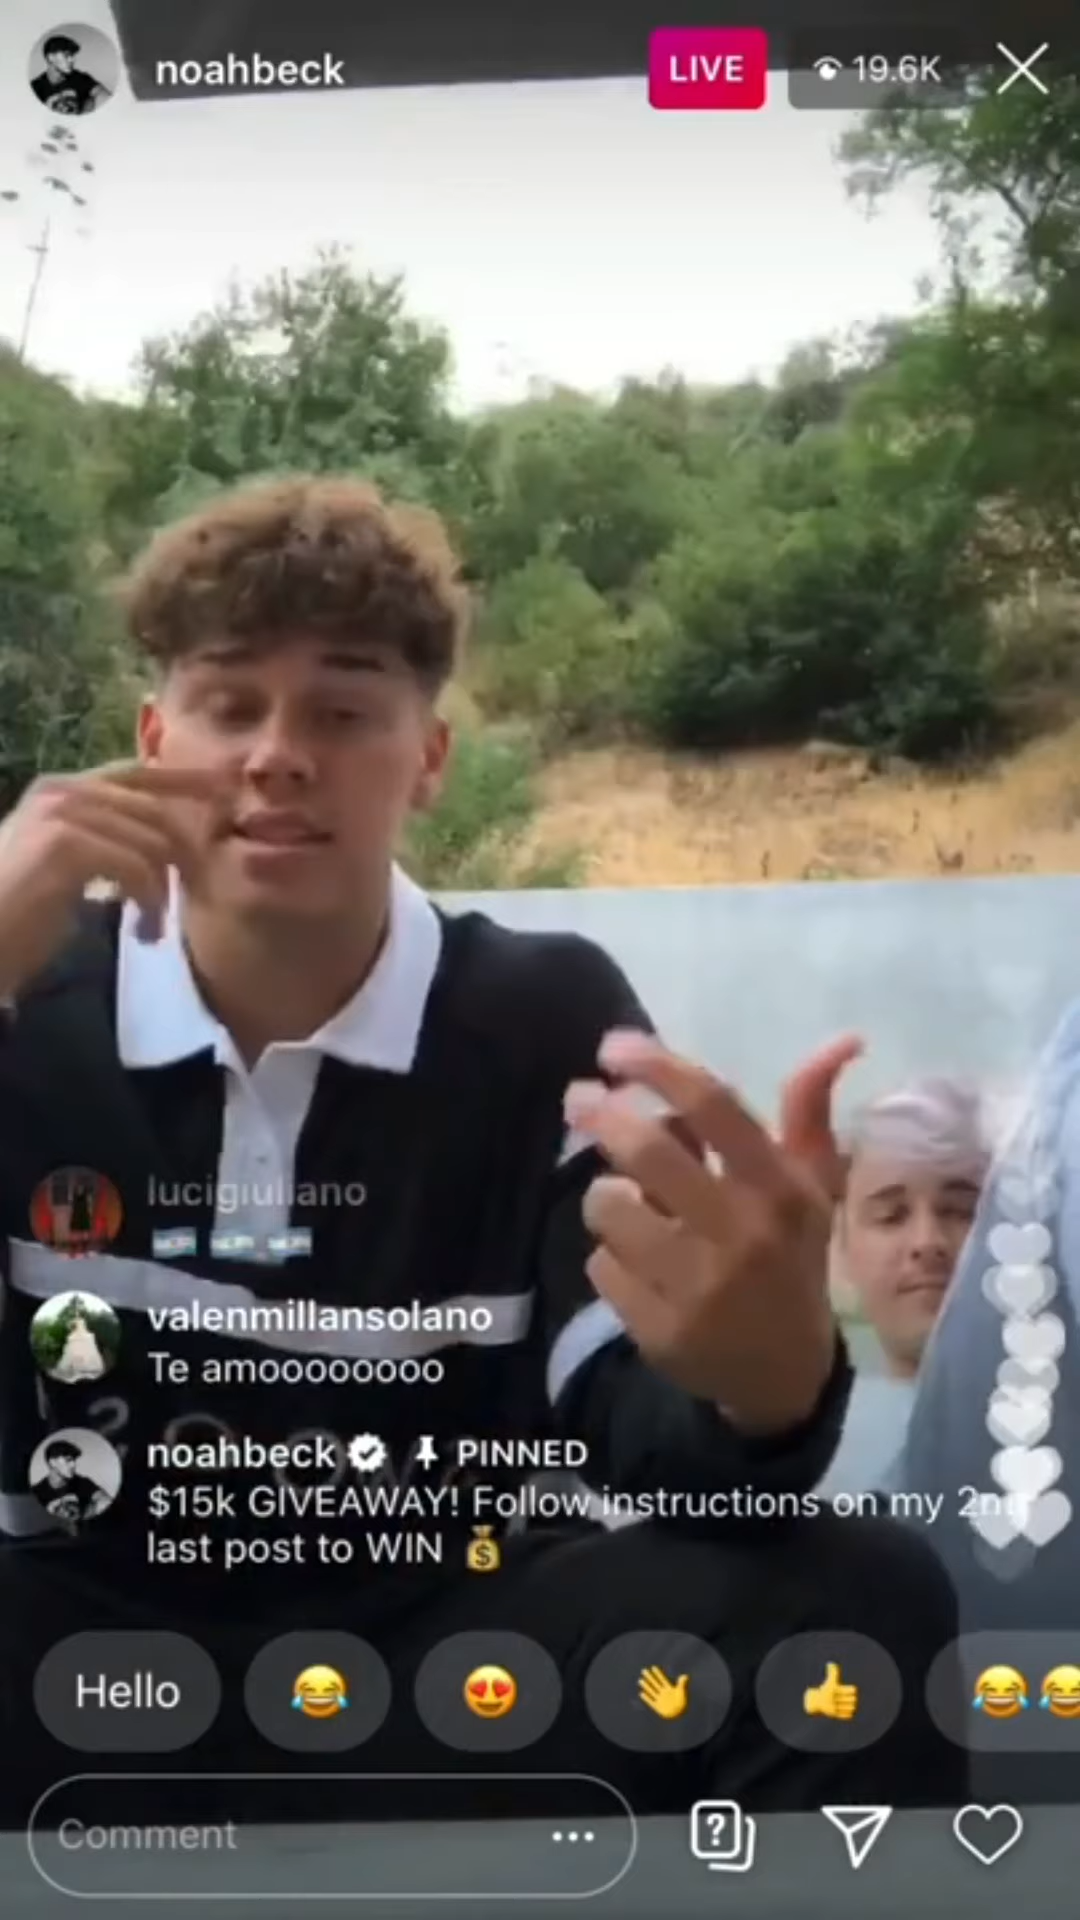 noahbeck
LIVE
19.6K
lucigiuliano
valenmillansolano
Te amoooooooo
noahbeck PINNED
$15k GIVEAWAY! Follow instructions on my 2nd
last post to WIN 💰
Hello 😂 😍 👋 👍 😂 😂
Comment